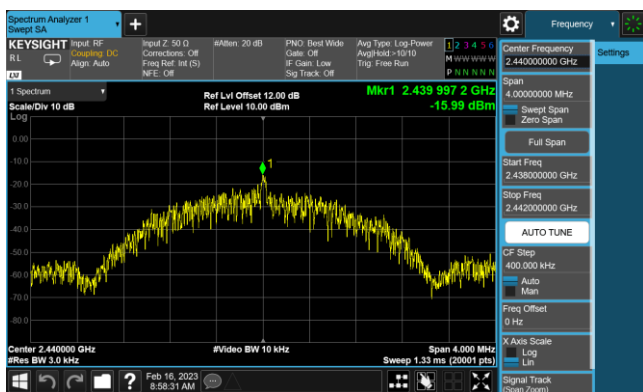 Spectrum Analyzer 1
Swept SA
+
Frequency
KEYSIGHT
RL
LXI
Input: RF
Coupling: DC
Align: Auto
Input Z: 50 Ω
Corrections: Off
Freq Ref: Int (S)
NFE: Off
#Atten: 20 dB
PNO: Best Wide
Gate: Off
IF Gain: Low
Sig Track: Off
Avg Type: Log-Power
Avg|Hold:>10/10
Trig: Free Run
1 2 3 4 5 6
M W W W W W
P N N N N N
Center Frequency
2.440000000 GHz
Settings
Span
4.00000000 MHz
Swept Span
Zero Span
Full Span
Start Freq
2.438000000 GHz
Stop Freq
2.442000000 GHz
AUTO TUNE
CF Step
400.000 kHz
Auto
Man
Freq Offset
0 Hz
X Axis Scale
Log
Lin
Signal Track
(Span Zoom)
1 Spectrum
Scale/Div 10 dB
Ref Lvl Offset 12.00 dB
Ref Level 10.00 dBm
Mkr1 2.439 997 2 GHz
-15.99 dBm
Log
0.00
-10.0
-20.0
-30.0
-40.0
-50.0
-60.0
-70.0
-80.0
1
Center 2.440000 GHz
#Res BW 3.0 kHz
#Video BW 10 kHz
Span 4.000 MHz
Sweep 1.33 ms (20001 pts)
?
Feb 16, 2023
8:58:31 AM